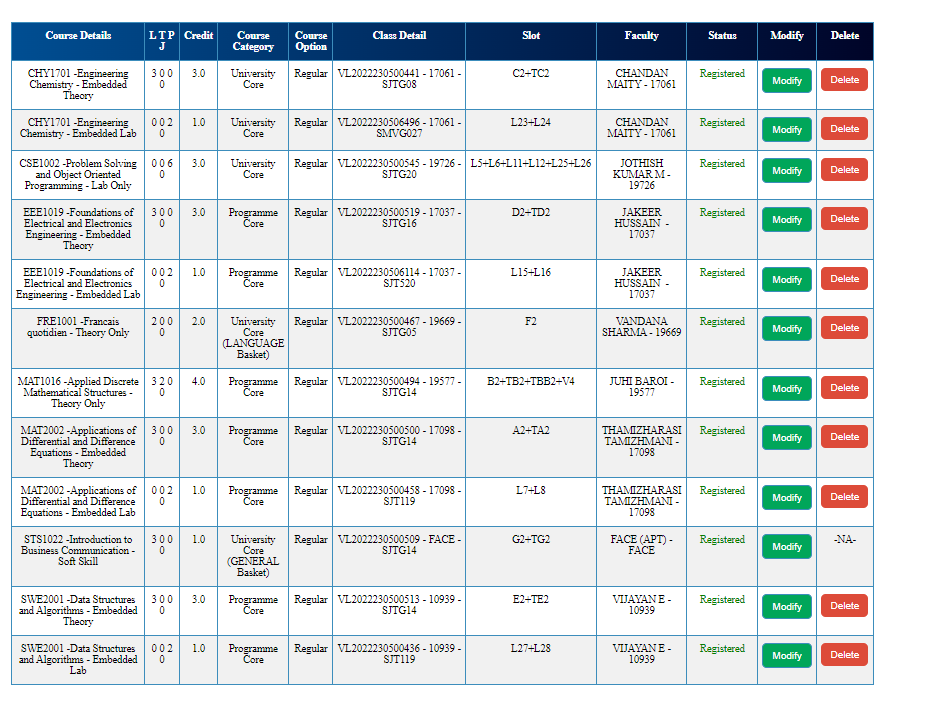 Course Details L T P J Credit Course Category Course Option Class Detail Slot Faculty Status Modify Delete
CHY1701 -Engineering Chemistry - Embedded Theory 3 0 0 0 3.0 University Core Regular VL2022230500441 - 17061 - SJTG08 C2+TC2 CHANDAN MAITY - 17061 Registered Modify Delete
CHY1701 -Engineering Chemistry - Embedded Lab 0 0 2 0 1.0 University Core Regular VL2022230506496 - 17061 - SMVG027 L23+L24 CHANDAN MAITY - 17061 Registered Modify Delete
CSE1002 -Problem Solving and Object Oriented Programming - Lab Only 0 0 6 0 3.0 University Core Regular VL2022230500545 - 19726 - SJTG20 L5+L6+L11+L12+L25+L26 JOTHISH KUMAR M - 19726 Registered Modify Delete
EEE1019 -Foundations of Electrical and Electronics Engineering - Embedded Theory 3 0 0 0 3.0 Programme Core Regular VL2022230500519 - 17037 - SJTG16 D2+TD2 JAKEER HUSSAIN - 17037 Registered Modify Delete
EEE1019 -Foundations of Electrical and Electronics Engineering - Embedded Lab 0 0 2 0 1.0 Programme Core Regular VL2022230506114 - 17037 - SJT520 L15+L16 JAKEER HUSSAIN - 17037 Registered Modify Delete
FRE1001 -Francais quotidien - Theory Only 2 0 0 0 2.0 University Core (LANGUAGE Basket) Regular VL2022230500467 - 19669 - SJTG05 F2 VANDANA SHARMA - 19669 Registered Modify Delete
MAT1016 -Applied Discrete Mathematical Structures - Theory Only 3 2 0 0 4.0 Programme Core Regular VL2022230500494 - 19577 - SJTG14 B2+TB2+TBB2+V4 JUHI BAROI - 19577 Registered Modify Delete
MAT2002 -Applications of Differential and Difference Equations - Embedded Theory 3 0 0 0 3.0 Programme Core Regular VL2022230500500 - 17098 - SJTG14 A2+TA2 THAMIZHARASI TAMIZHMANI - 17098 Registered Modify Delete
MAT2002 -Applications of Differential and Difference Equations - Embedded Lab 0 0 2 0 1.0 Programme Core Regular VL2022230500458 - 17098 - SJT119 L7+L8 THAMIZHARASI TAMIZHMANI - 17098 Registered Modify Delete
STS1022 -Introduction to Business Communication - Soft Skill 3 0 0 0 1.0 University Core (GENERAL Basket) Regular VL2022230500509 - FACE - SJTG14 G2+TG2 FACE (APT) - FACE Registered Modify -NA-
SWE2001 -Data Structures and Algorithms - Embedded Theory 3 0 0 0 3.0 Programme Core Regular VL2022230500513 - 10939 - SJTG14 E2+TE2 VIJAYAN E - 10939 Registered Modify Delete
SWE2001 -Data Structures and Algorithms - Embedded Lab 0 0 2 0 1.0 Programme Core Regular VL2022230500436 - 10939 - SJT119 L27+L28 VIJAYAN E - 10939 Registered Modify Delete